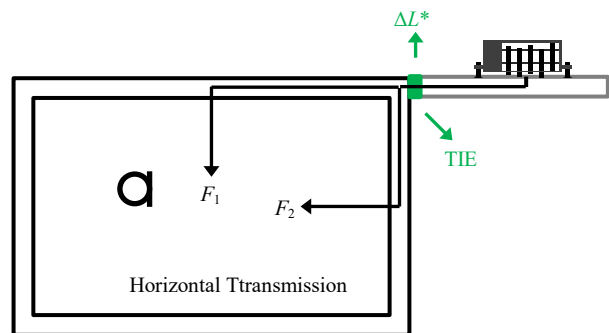 ΔL*
TIE
F₁
F₂
Horizontal Ttransmission